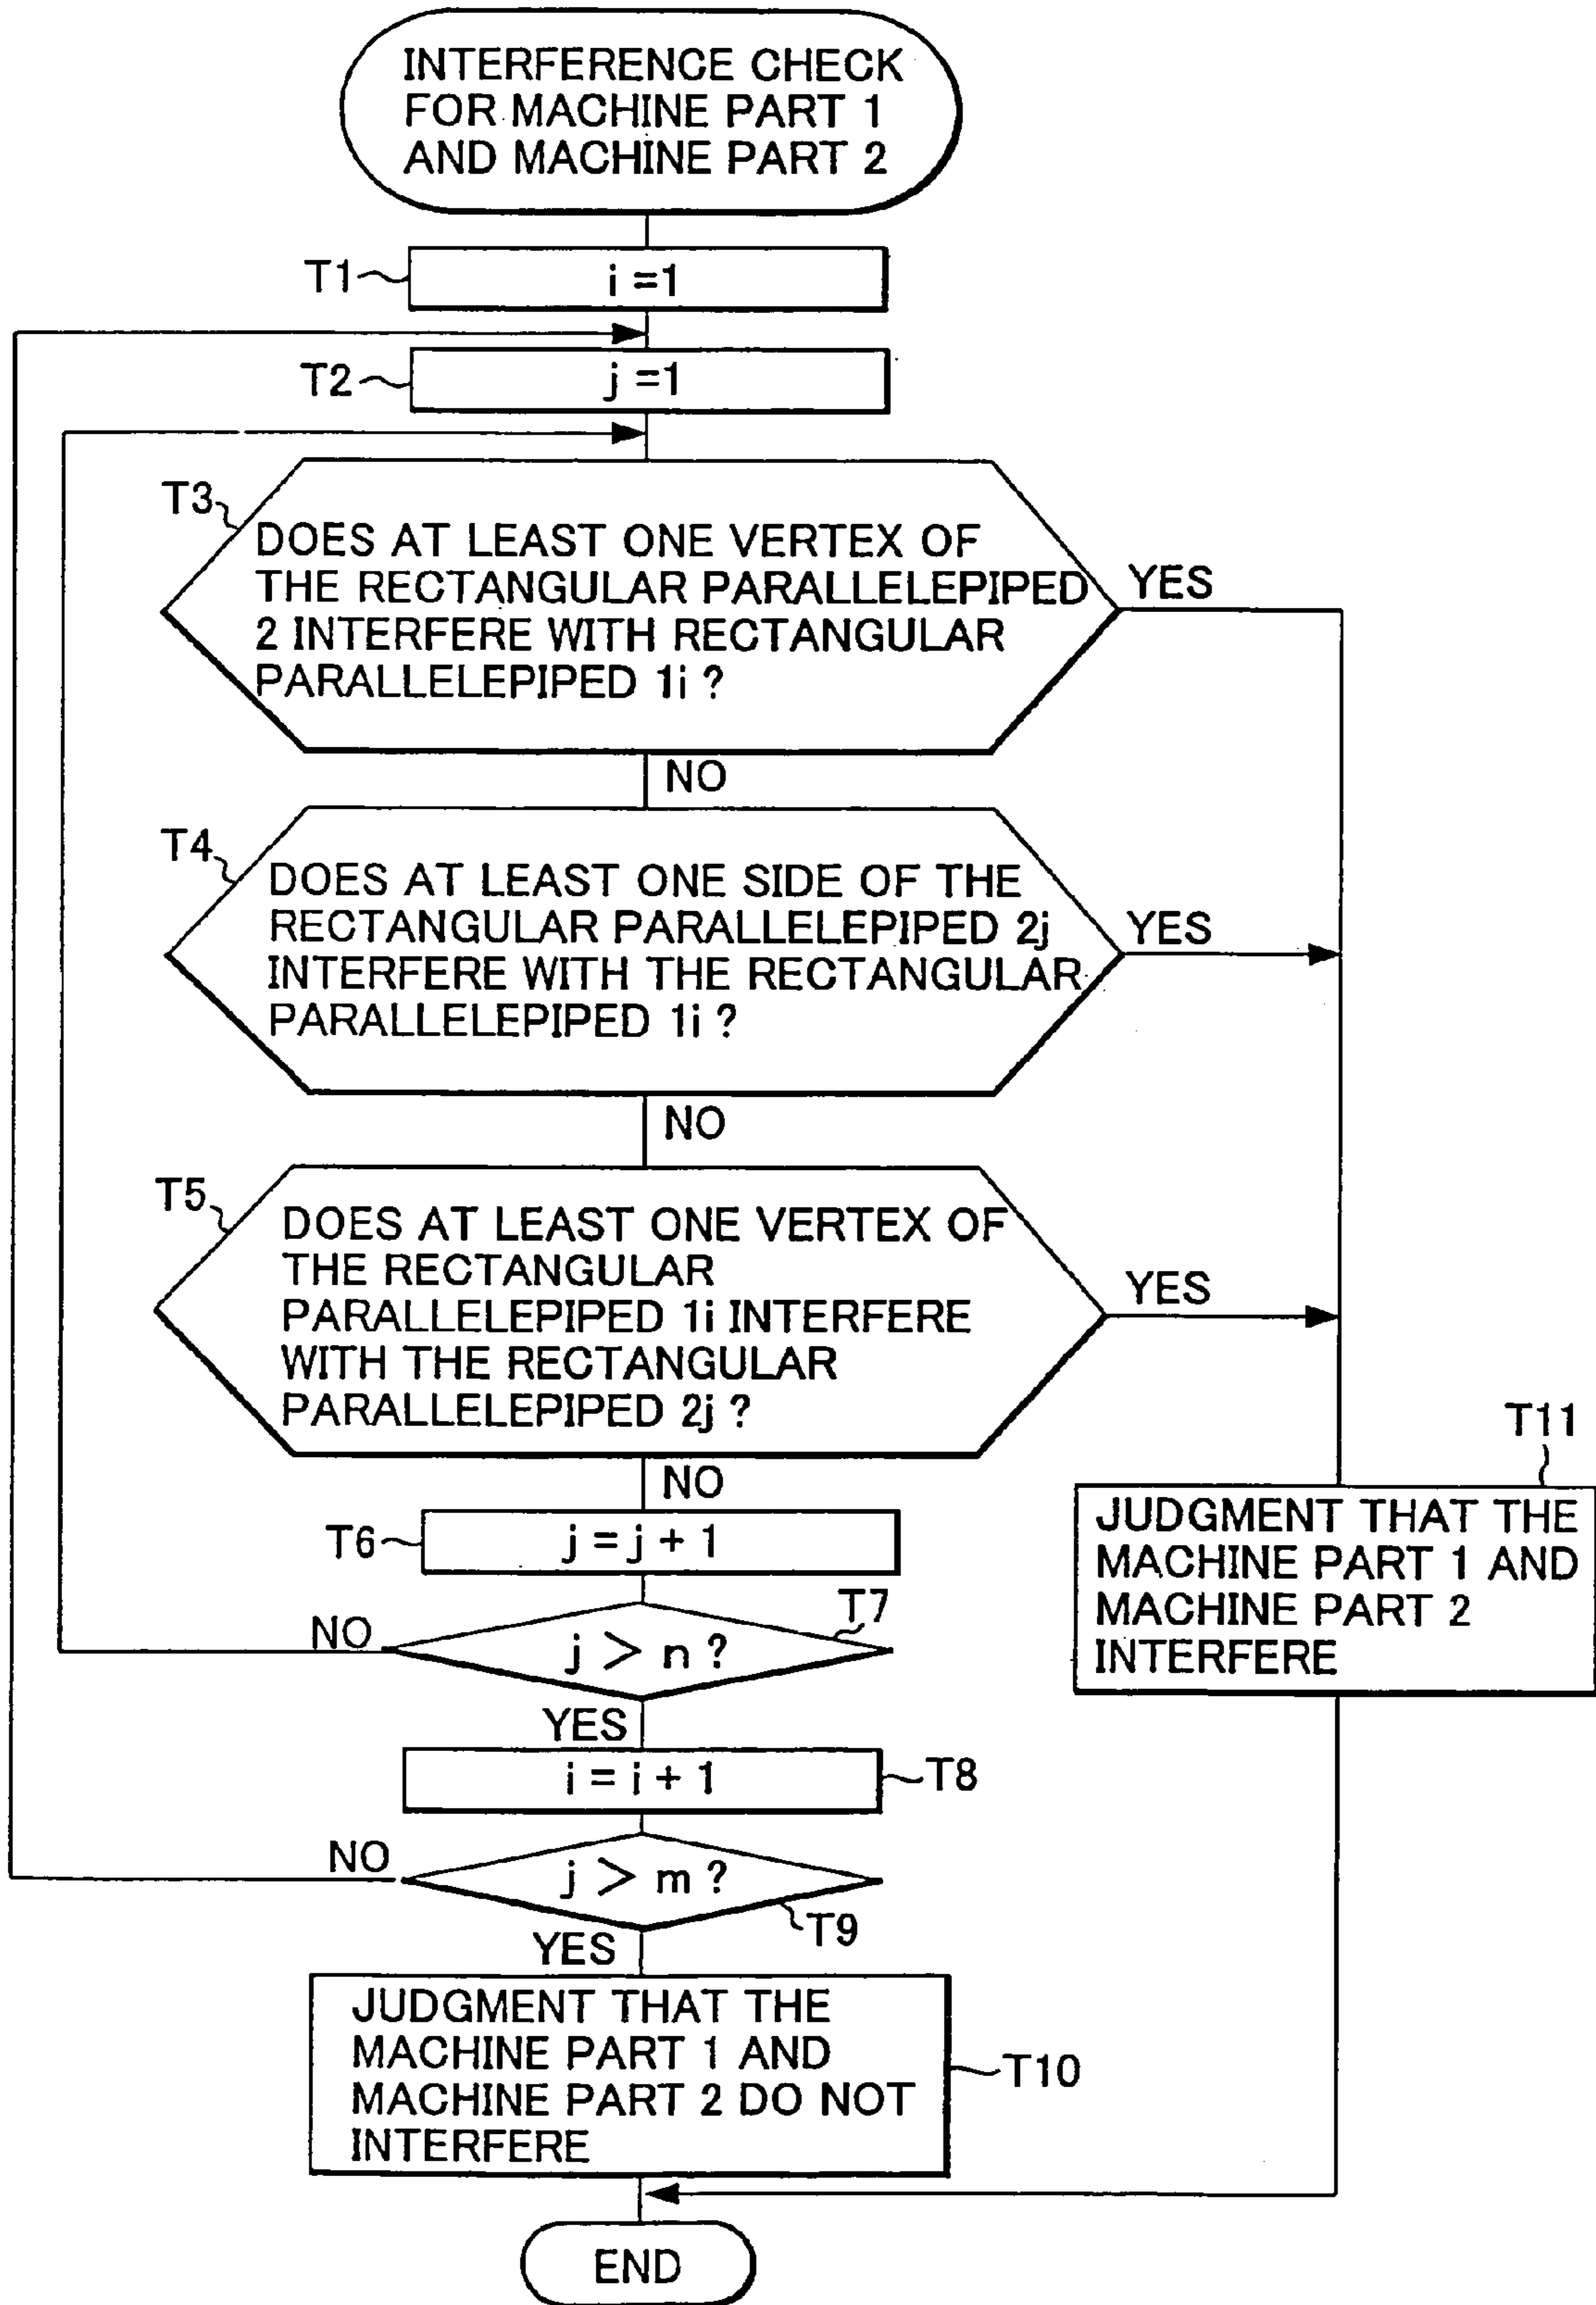 INTERFERENCE CHECK
FOR MACHINE PART 1
AND MACHINE PART 2
T1
i =1
T2
j =1
T3
DOES AT LEAST ONE VERTEX OF
THE RECTANGULAR PARALLELEPIPED
2 INTERFERE WITH RECTANGULAR
PARALLELEPIPED 1i ?
YES
NO
T4
DOES AT LEAST ONE SIDE OF THE
RECTANGULAR PARALLELEPIPED 2j
INTERFERE WITH THE RECTANGULAR
PARALLELEPIPED 1i ?
YES
NO
T5
DOES AT LEAST ONE VERTEX OF
THE RECTANGULAR
PARALLELEPIPED 1i INTERFERE
WITH THE RECTANGULAR
PARALLELEPIPED 2j ?
YES
NO
T11
JUDGMENT THAT THE
MACHINE PART 1 AND
MACHINE PART 2
INTERFERE
T6
j = j + 1
T7
NO
j > n ?
YES
i = i + 1
T8
NO
j > m ?
T9
YES
JUDGMENT THAT THE
MACHINE PART 1 AND
MACHINE PART 2 DO NOT
INTERFERE
T10
END